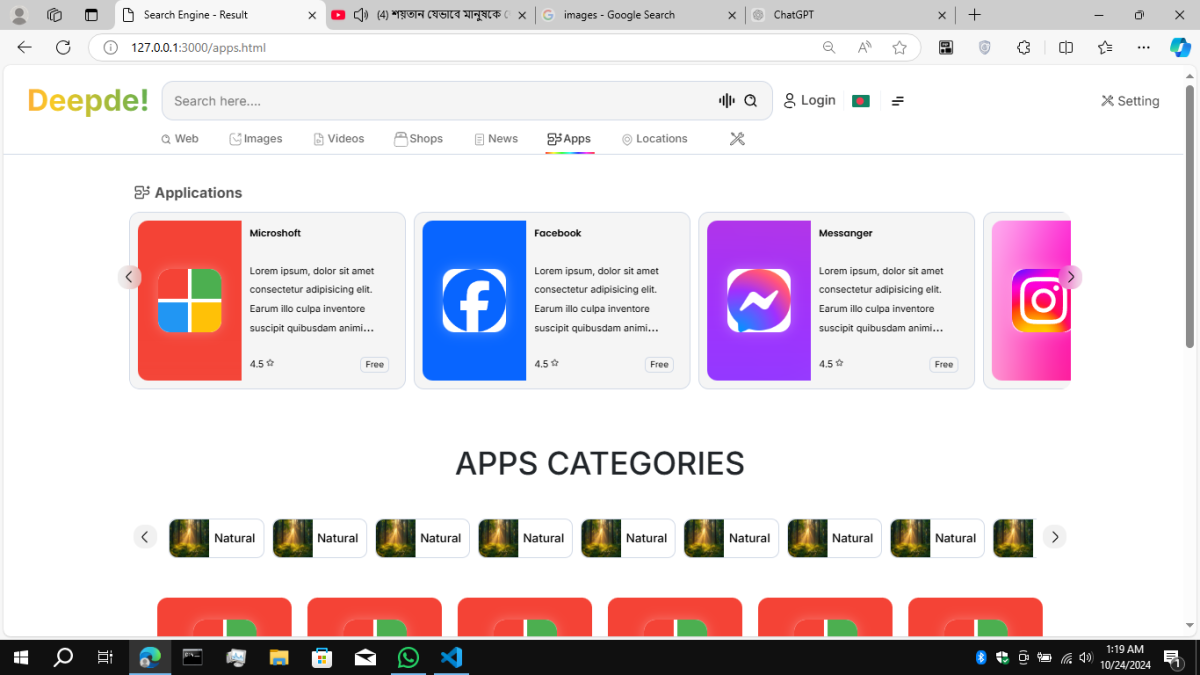 Search Engine - Result
(4) শয়তান যেভাবে মানুষকে
images - Google Search
ChatGPT
127.0.0.1:3000/apps.html
Deepde!
Search here....
Login
Setting
Web
Images
Videos
Shops
News
Apps
Locations
Applications
Microshoft
Lorem ipsum, dolor sit amet
consectetur adipisicing elit.
Earum illo culpa inventore
suscipit quibusdam animi...
4.5
Free
Facebook
Lorem ipsum, dolor sit amet
consectetur adipisicing elit.
Earum illo culpa inventore
suscipit quibusdam animi...
4.5
Free
Messanger
Lorem ipsum, dolor sit amet
consectetur adipisicing elit.
Earum illo culpa inventore
suscipit quibusdam animi...
4.5
Free
APPS CATEGORIES
Natural
Natural
Natural
Natural
Natural
Natural
Natural
Natural
1:19 AM
10/24/2024
1